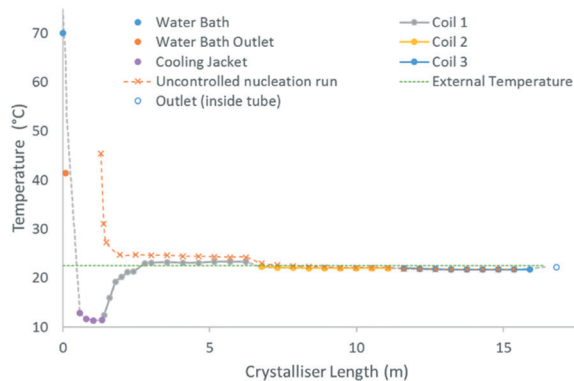 Water Bath
Water Bath Outlet
Cooling Jacket
Uncontrolled nucleation run
Outlet (inside tube)
Coil 1
Coil 2
Coil 3
External Temperature
Temperature (°C)
70
60
50
40
30
20
10
0
5
10
15
Crystalliser Length (m)